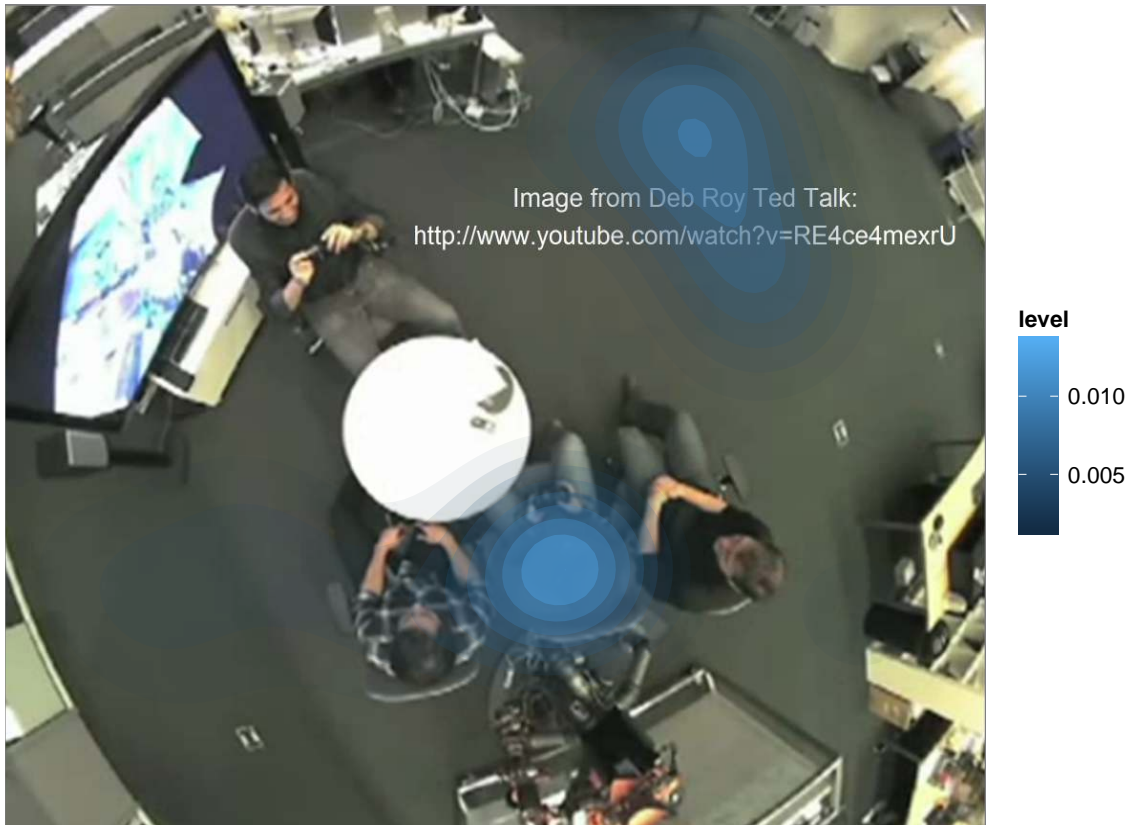 Image from Deb Roy Ted Talk:
http://www.youtube.com/watch?v=RE4ce4mexrU
level
0.010
0.005